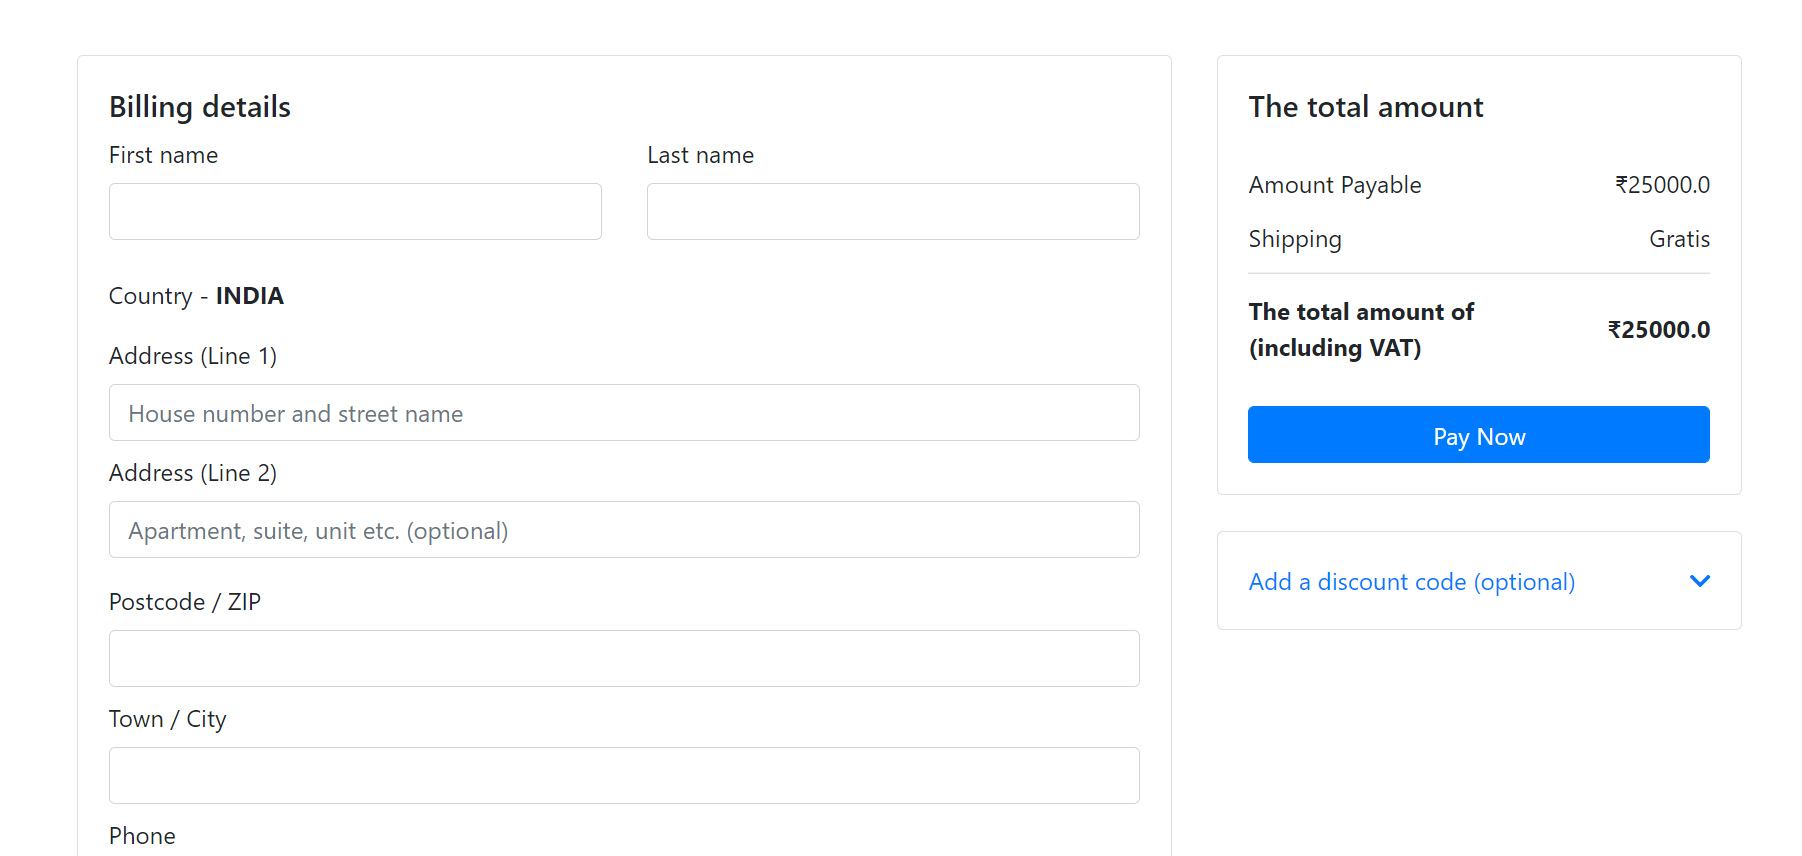 Billing details
First name
Last name
Country - INDIA
Address (Line 1)
House number and street name
Address (Line 2)
Apartment, suite, unit etc. (optional)
Postcode / ZIP
Town / City
Phone
The total amount
Amount Payable ₹25000.0
Shipping Gratis
The total amount of
(including VAT) ₹25000.0
Pay Now
Add a discount code (optional)